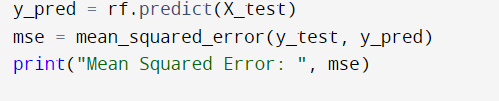 y_pred = rf.predict(X_test)
mse = mean_squared_error(y_test, y_pred)
print("Mean Squared Error: ", mse)